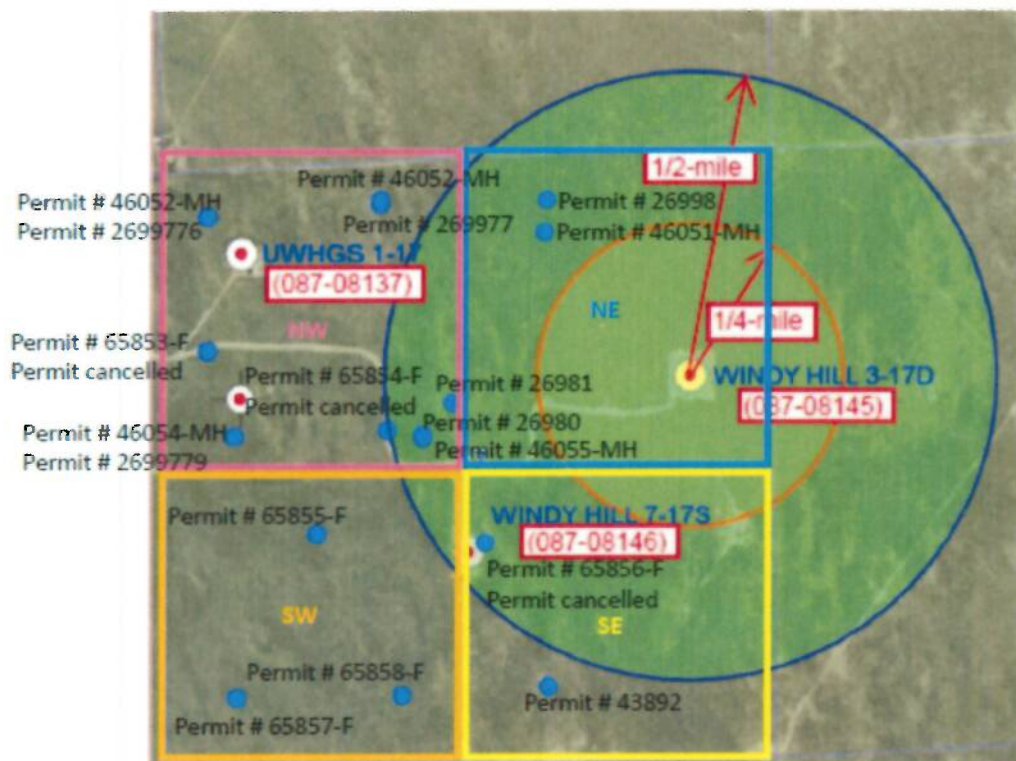 1/2-mile
Permit # 46052-MH
Permit # 46052-MH
Permit # 26998
Permit # 2699776
Permit # 269977
Permit # 46051-MH
UWHGS 1-17
(087-08137)
NW
NE
1/4-mile
Permit # 65853-F
Permit cancelled
Permit # 65854-F
Permit cancelled
Permit # 26981
WINDY HILL 3-17D
(087-08145)
Permit # 26980
Permit # 46054-MH
Permit # 2699779
Permit # 46055-MH
Permit # 65855-F
WINDY HILL 7-17S
(087-08146)
Permit # 65856-F
Permit cancelled
SW
SE
Permit # 65858-F
Permit # 43892
Permit # 65857-F